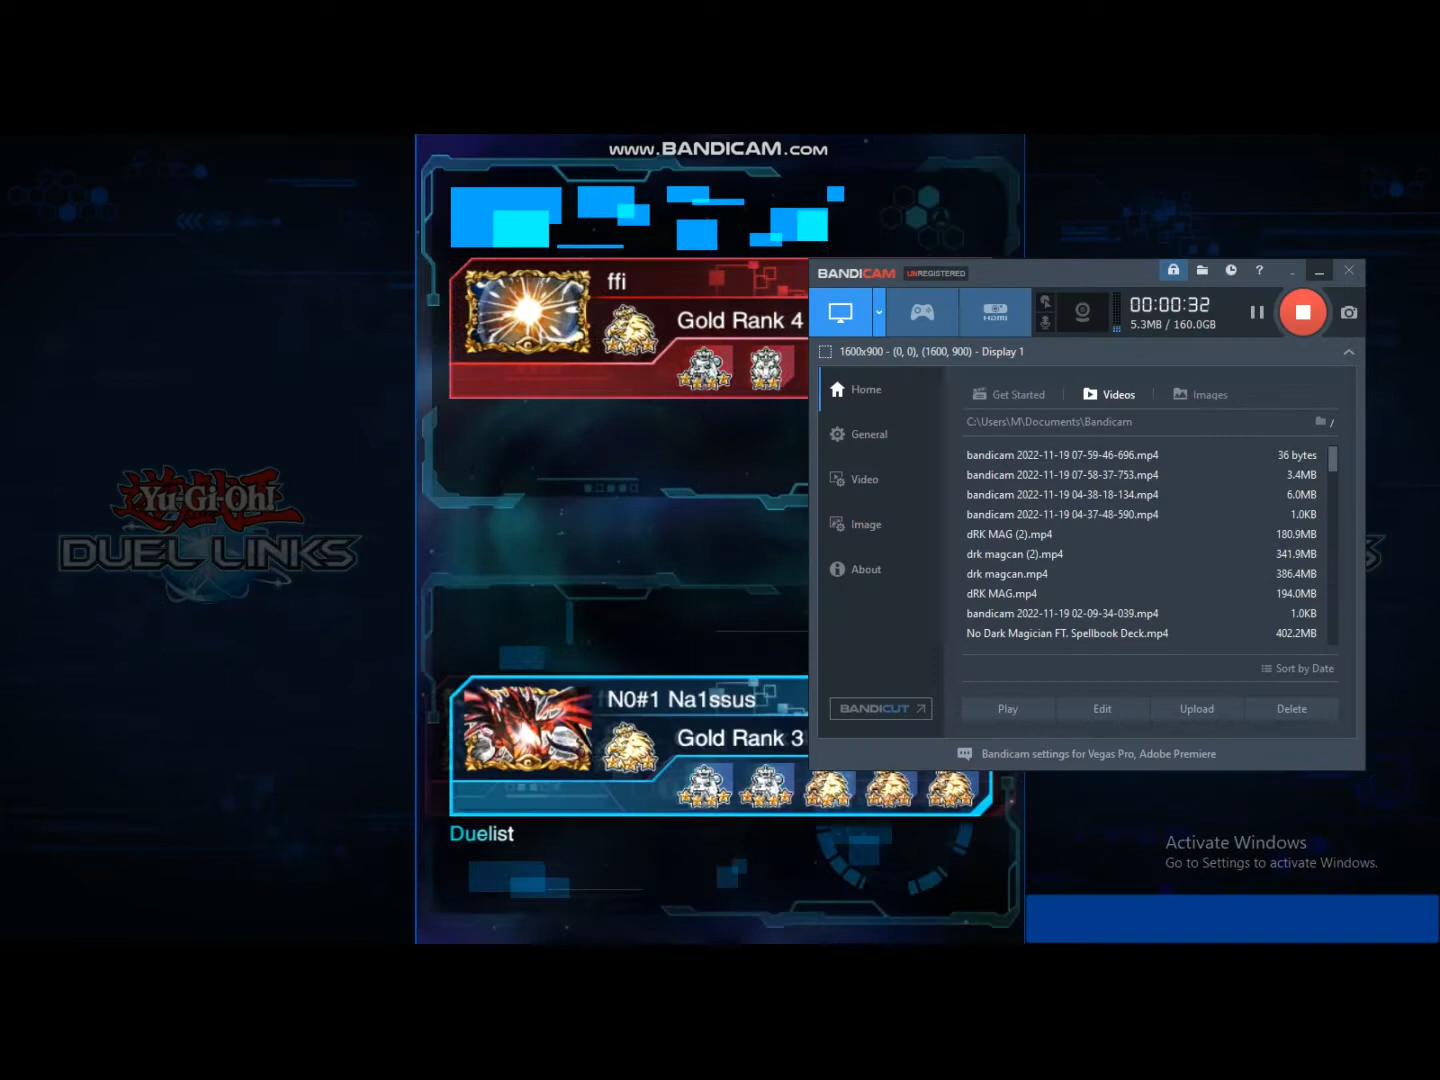 www.BANDICAM.com
ffi
Gold Rank 4
BANDICAM UNREGISTERED
?
HDMI
00:00:32
5.3MB / 160.0GB
1600x900 - (0, 0), (1600, 900) - Display 1
Home
General
Video
Image
About
BANDICUT
Get Started
Videos
Images
C:\Users\M\Documents\Bandicam
/
bandicam 2022-11-19 07-59-46-696.mp4 36 bytes
bandicam 2022-11-19 07-58-37-753.mp4 3.4MB
bandicam 2022-11-19 04-38-18-134.mp4 6.0MB
bandicam 2022-11-19 04-37-48-590.mp4 1.0KB
dRK MAG (2).mp4 180.9MB
drk magcan (2).mp4 341.9MB
drk magcan.mp4 386.4MB
dRK MAG.mp4 194.0MB
bandicam 2022-11-19 02-09-34-039.mp4 1.0KB
No Dark Magician FT. Spellbook Deck.mp4 402.2MB
Sort by Date
Play Edit Upload Delete
Bandicam settings for Vegas Pro, Adobe Premiere
Yu-Gi-Oh!
DUEL LINKS
N0#1 Na1ssus
Gold Rank 3
Duelist
Activate Windows
Go to Settings to activate Windows.